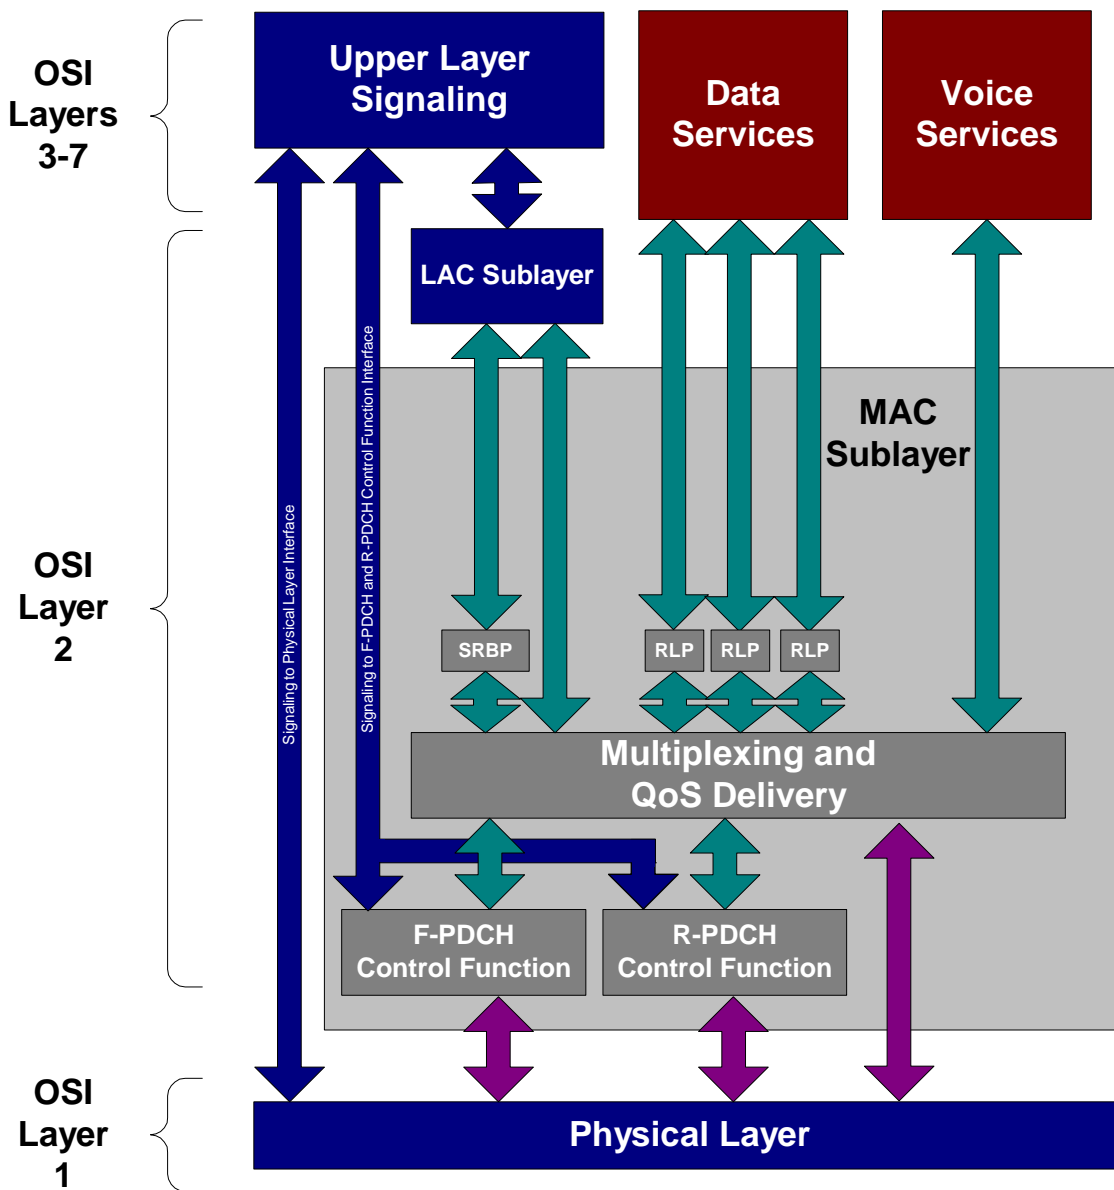 OSI
Layers
3-7
Upper Layer
Signaling
Data
Services
Voice
Services
LAC Sublayer
MAC
Sublayer
Signaling to Physical Layer Interface
Signaling to F-PDCH and R-PDCH Control Function Interface
OSI
Layer
2
SRBP
RLP
RLP
RLP
Multiplexing and
QoS Delivery
F-PDCH
Control Function
R-PDCH
Control Function
OSI
Layer
1
Physical Layer